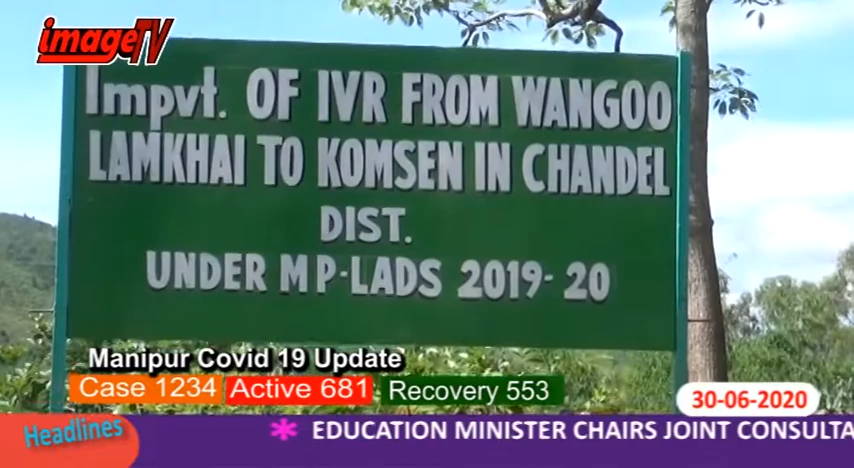 imageTV
Impvt. OF IVR FROM WANGOO
LAMKHAI TO KOMSEN IN CHANDEL
DIST.
UNDER M P-LADS 2019-20
Manipur Covid 19 Update
Case 1234 Active 681 Recovery 553
30-06-2020
Headlines * EDUCATION MINISTER CHAIRS JOINT CONSULTA